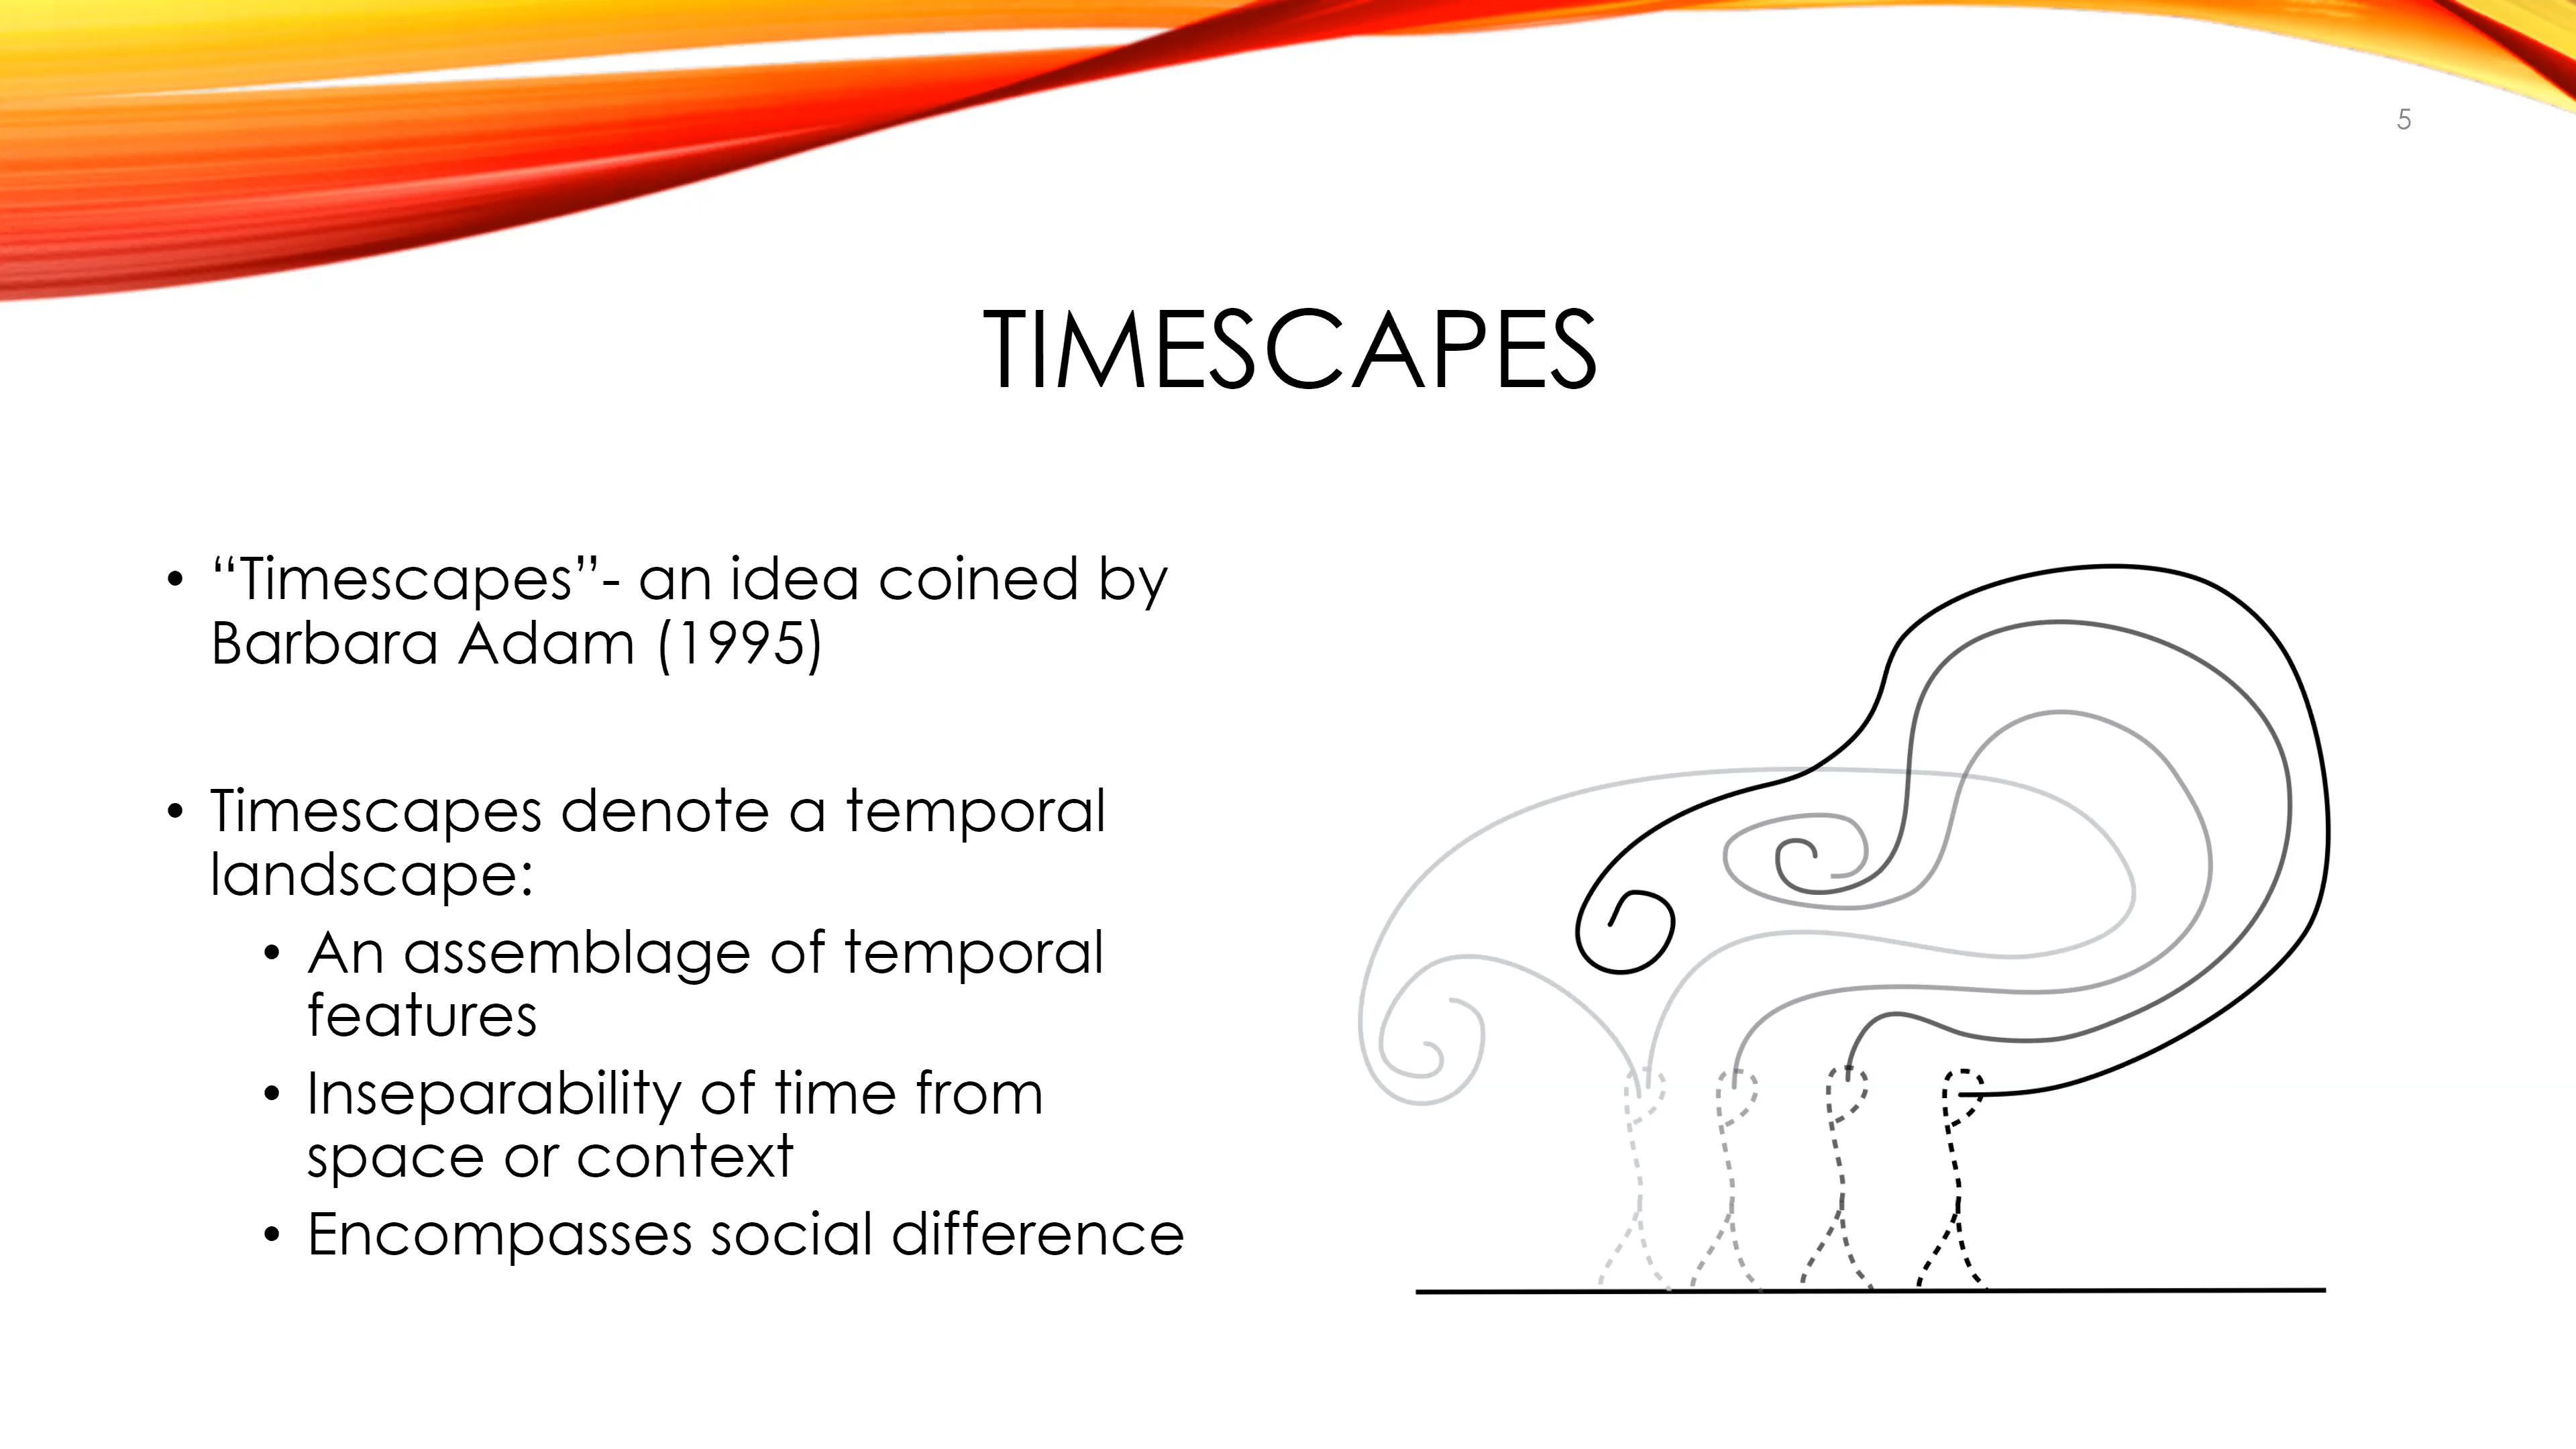 5
TIMESCAPES
• “Timescapes”- an idea coined by
Barbara Adam (1995)
• Timescapes denote a temporal
landscape:
• An assemblage of temporal
features
• Inseparability of time from
space or context
• Encompasses social difference